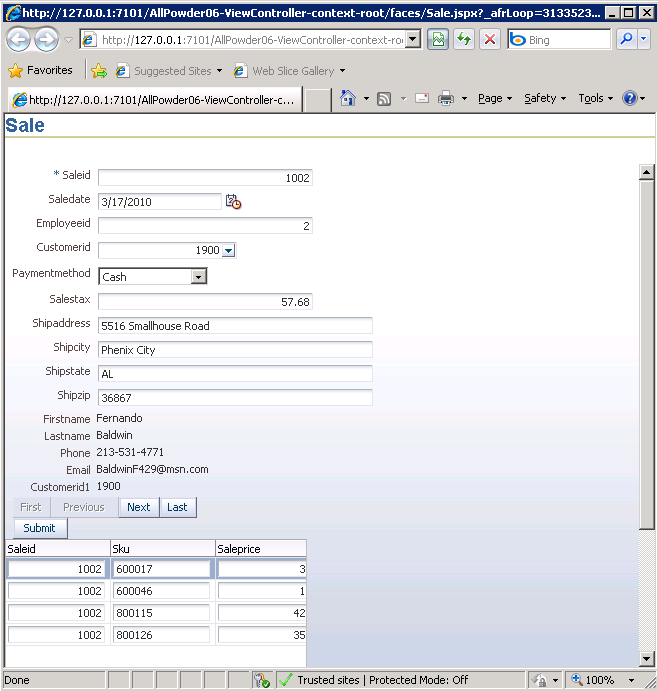 http://127.0.0.1:7101/AllPowder06-ViewController-context-root/faces/Sale.jspx?_afrLoop=3133523...
http://127.0.0.1:7101/AllPowder06-ViewController-context-ro
Bing
Favorites Suggested Sites Web Slice Gallery
http://127.0.0.1:7101/AllPowder06-ViewController-c... Page Safety Tools
Sale
* Saleid 1002
Saledate 3/17/2010
Employeeid 2
Customerid 1900
Paymentmethod Cash
Salestax 57.68
Shipaddress 5516 Smallhouse Road
Shipcity Phenix City
Shipstate AL
Shipzip 36867
Firstname Fernando
Lastname Baldwin
Phone 213-531-4771
Email BaldwinF429@msn.com
Customerid1 1900
First Previous Next Last
Submit
Saleid Sku Saleprice
1002 600017 3
1002 600046 1
1002 800115 42
1002 800126 35
Done Trusted sites | Protected Mode: Off 100%